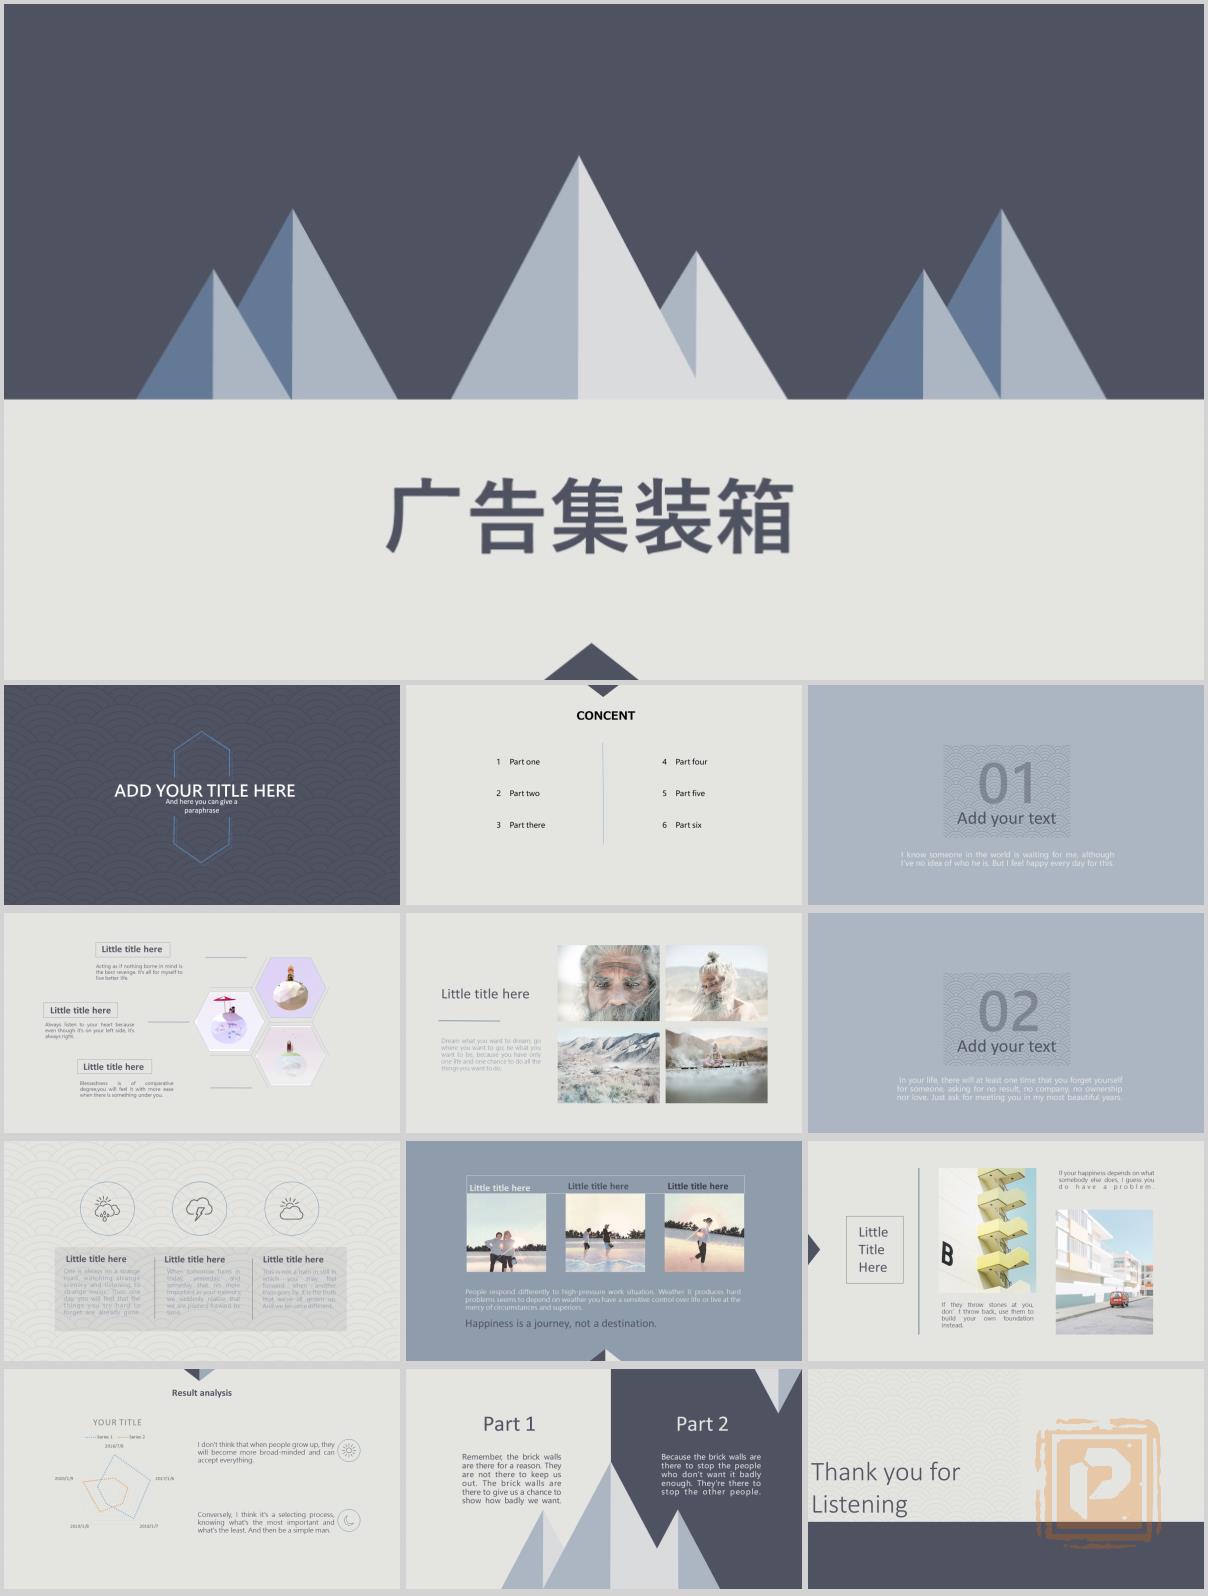 广告集装箱
ADD YOUR TITLE HERE
And here you can give a
paraphrase
CONCENT
1 Part one
2 Part two
3 Part there
4 Part four
5 Part five
6 Part six
01
Add your text
I know someone in the world is waiting for me, although
I've no idea of who he is. But I feel happy every day for this.
Little title here
Acting as if nothing borne in mind is
the best revenge. It's all for myself to
live better life.
Little title here
Always listen to your heart because
even though it's on your left side, it's
always right.
Little title here
Blessedness is of comparative
degree,you will feel it with more ease
when there is something under you.
Little title here
Dream what you want to dream, go
where you want to go, be what you
want to be, because you have only
one life and one chance to do all the
things you want to do.
02
Add your text
In your life, there will at least one time that you forget yourself
for someone, asking for no result, no company, no ownership
nor love. Just ask for meeting you in my most beautiful years.
Little title here
One is always on a strange
road, watching strange
scenery and listening to
strange music. Then one
day, you will find that the
things you try hard to
forget are already gone.
Little title here
When tomorrow turns in
today, yesterday, and
someday that no more
important in your memory,
we suddenly realize that
we are pushed forward by
time.
Little title here
This is not a train in still in
which you may feel
forward when another
train goes by. It is the truth
that we've all grown up.
And we become different.
Little title here
Little title here
Little title here
People respond differently to high-pressure work situation. Weather it produces hard
problems seems to depend on weather you have a sensitive control over life or live at the
mercy of circumstances and superiors.
Happiness is a journey, not a destination.
Little
Title
Here
B
If they throw stones at you,
don't throw back, use them to
build your own foundation
instead.
If your happiness depends on what
somebody else does, I guess you
do have a problem.
Result analysis
YOUR TITLE
Series 1 Series 2
I don't think that when people grow up, they
will become more broad-minded and can
accept everything.
Conversely, I think it's a selecting process,
knowing what's the most important and
what's the least. And then be a simple man.
Part 1
Remember, the brick walls
are there for a reason. They
are not there to keep us
out. The brick walls are
there to give us a chance to
show how badly we want.
Part 2
Because the brick walls are
there to stop the people
who don't want it badly
enough. They're there to
stop the other people.
Thank you for
Listening